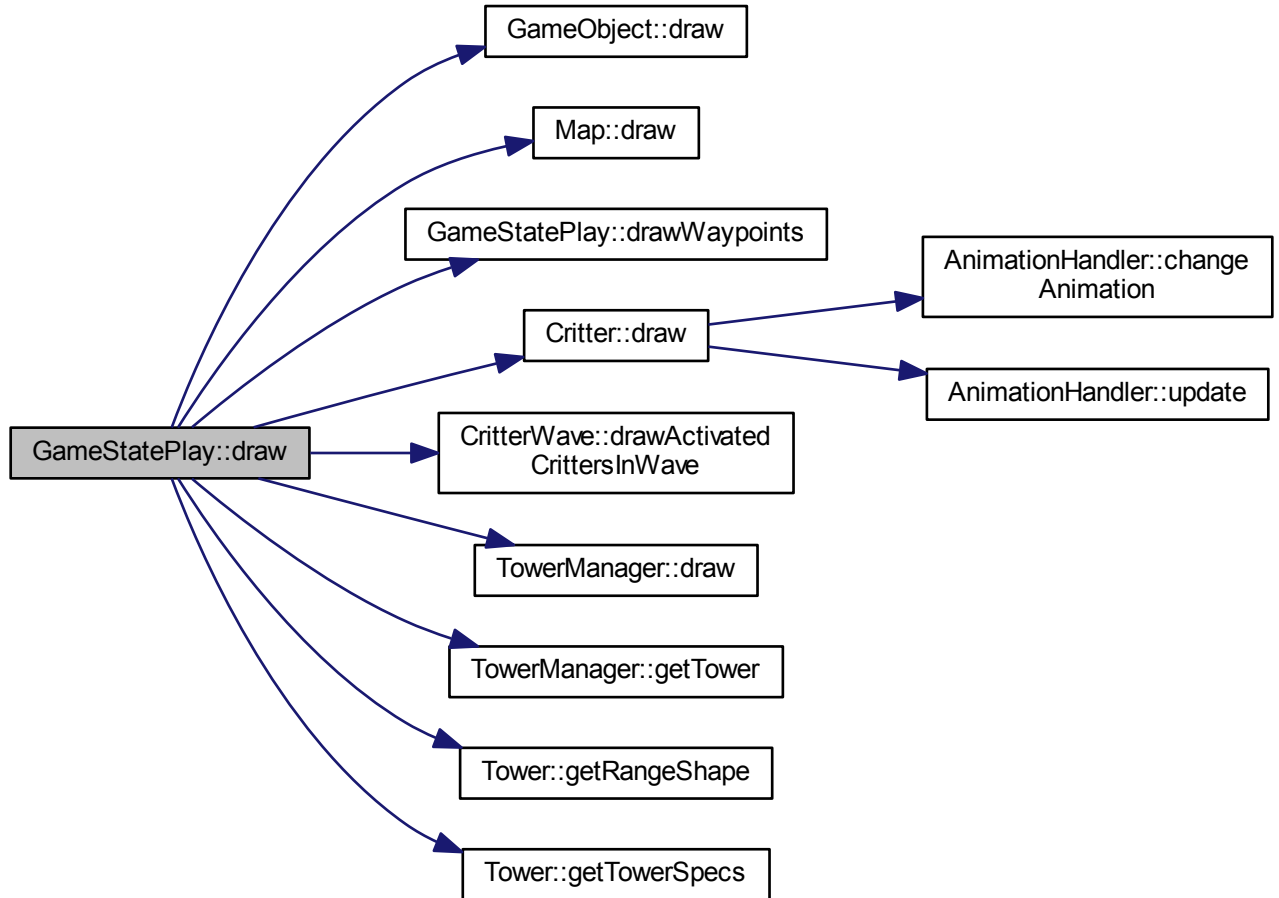 GameObject::draw
Map::draw
GameStatePlay::drawWaypoints
AnimationHandler::change
Animation
Critter::draw
AnimationHandler::update
GameStatePlay::draw
CritterWave::drawActivated
CrittersInWave
TowerManager::draw
TowerManager::getTower
Tower::getRangeShape
Tower::getTowerSpecs